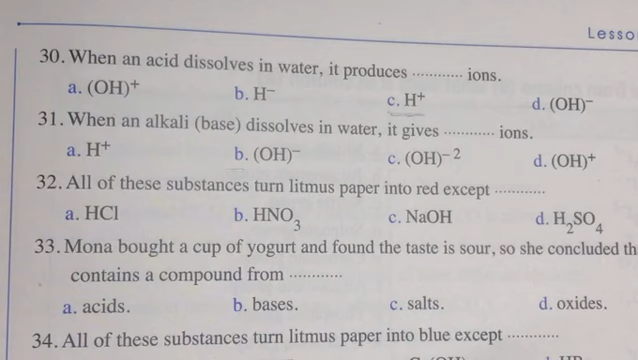 Lesso
30. When an acid dissolves in water, it produces ············ ions.
a. (OH)⁺ b. H⁻ c. H⁺ d. (OH)⁻
31. When an alkali (base) dissolves in water, it gives ············ ions.
a. H⁺ b. (OH)⁻ c. (OH)⁻² d. (OH)⁺
32. All of these substances turn litmus paper into red except ············
a. HCl b. HNO₃ c. NaOH d. H₂SO₄
33. Mona bought a cup of yogurt and found the taste is sour, so she concluded th
contains a compound from ············
a. acids. b. bases. c. salts. d. oxides.
34. All of these substances turn litmus paper into blue except ············